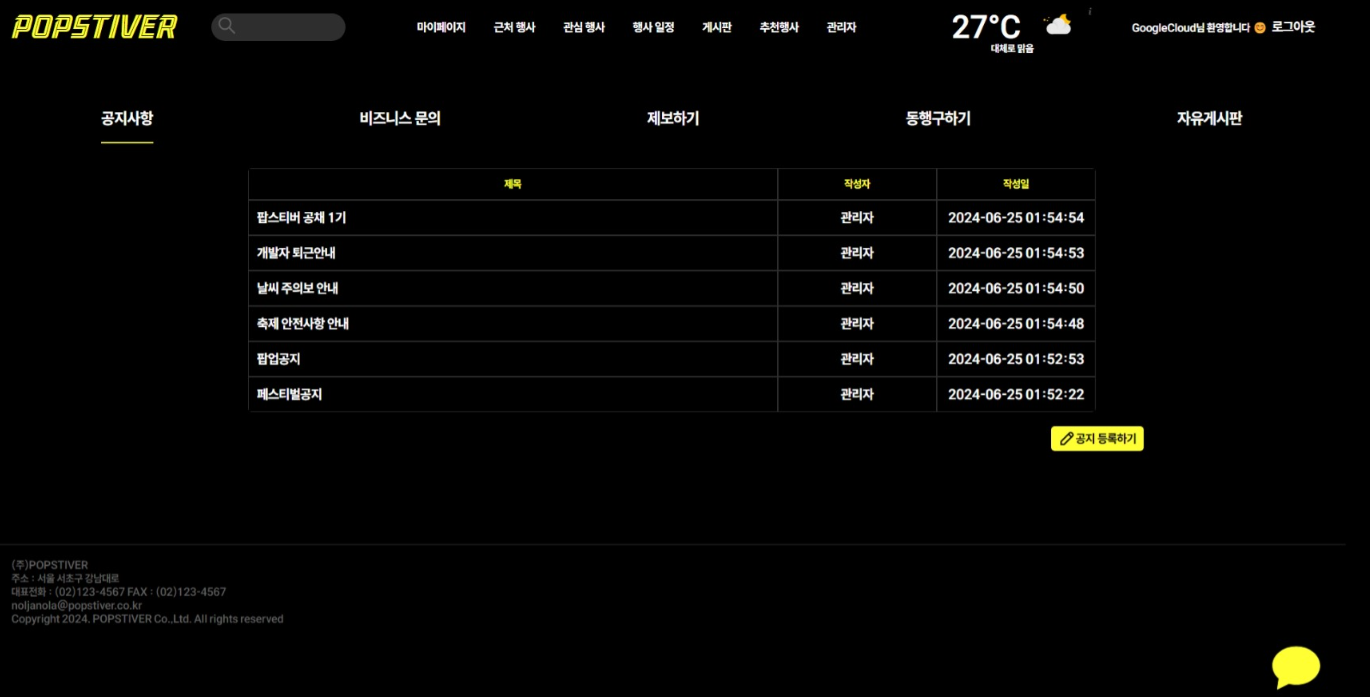 POPSTIVER
마이페이지 근처 행사 관심 행사 행사 일정 게시판 추천행사 관리자
27°C
대체로 맑음
i
GoogleCloud님 환영합니다 😊 로그아웃
공지사항 비즈니스 문의 제보하기 동행구하기 자유게시판
제목 작성자 작성일
팝스티버 공채 1기 관리자 2024-06-25 01:54:54
개발자 퇴근안내 관리자 2024-06-25 01:54:53
날씨 주의보 안내 관리자 2024-06-25 01:54:50
축제 안전사항 안내 관리자 2024-06-25 01:54:48
팝업공지 관리자 2024-06-25 01:52:53
페스티벌공지 관리자 2024-06-25 01:52:22
공지 등록하기
(주)POPSTIVER
주소 : 서울 서초구 강남대로
대표전화 : (02)123-4567 FAX : (02)123-4567
noljanola@popstiver.co.kr
Copyright 2024. POPSTIVER Co.,Ltd. All rights reserved